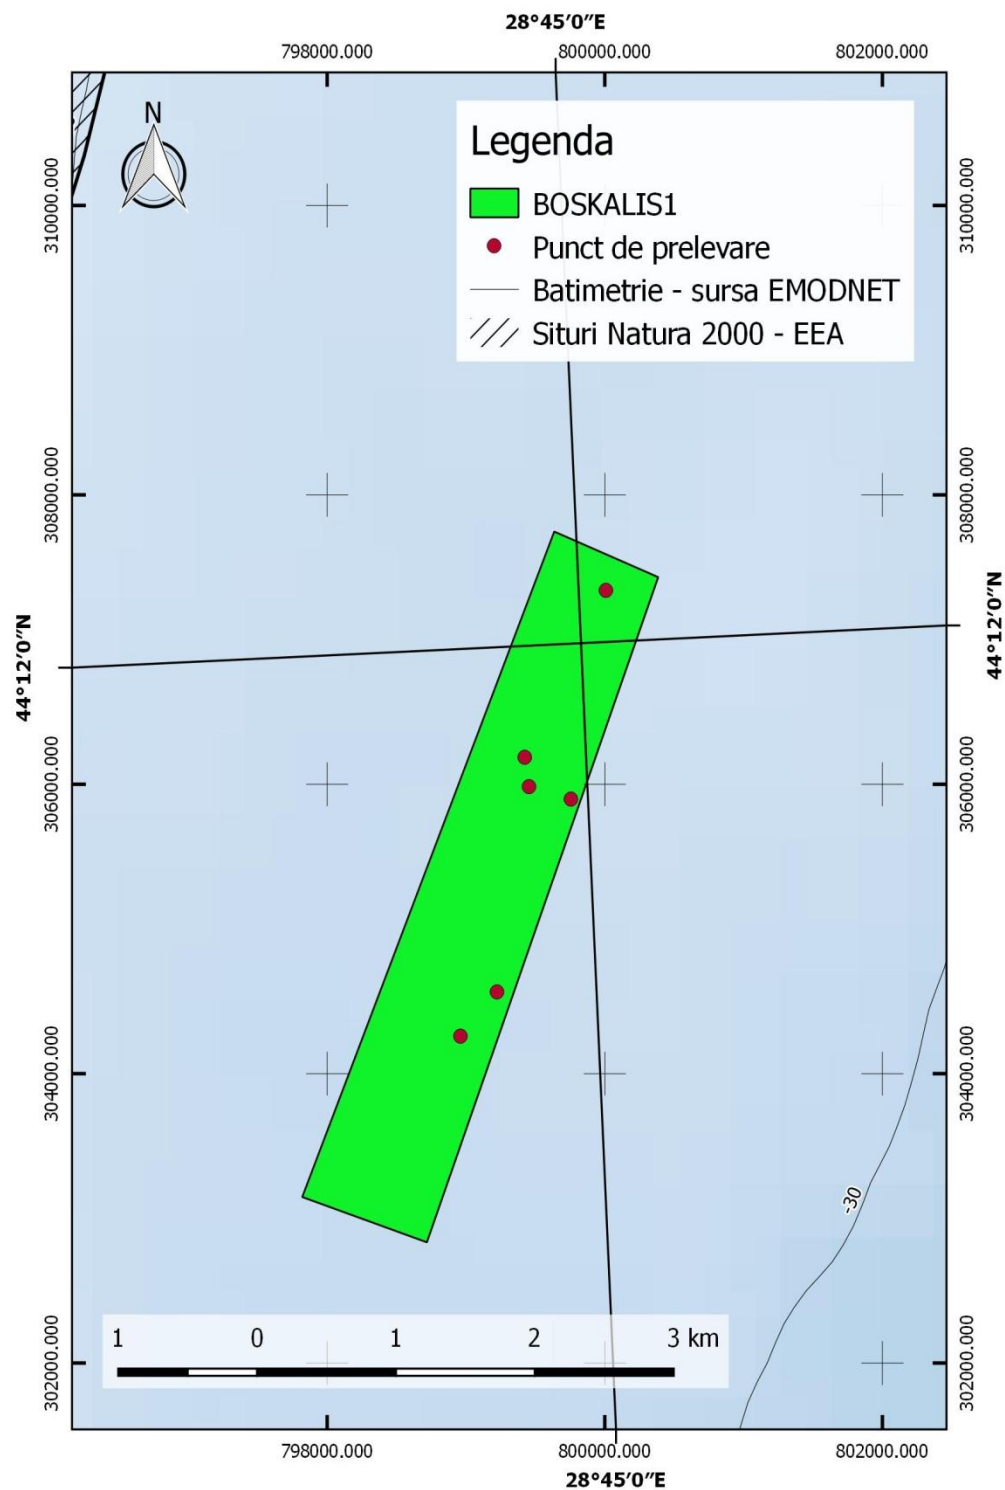 28°45′0″E
798000.000 800000.000 802000.000
N
Legenda
BOSKALIS1
Punct de prelevare
Batimetrie - sursa EMODNET
Situri Natura 2000 - EEA
310000.000 310000.000
308000.000 308000.000
44°12′0″N 44°12′0″N
306000.000 306000.000
304000.000 304000.000
-30
1 0 1 2 3 km
302000.000 302000.000
798000.000 800000.000 802000.000
28°45′0″E